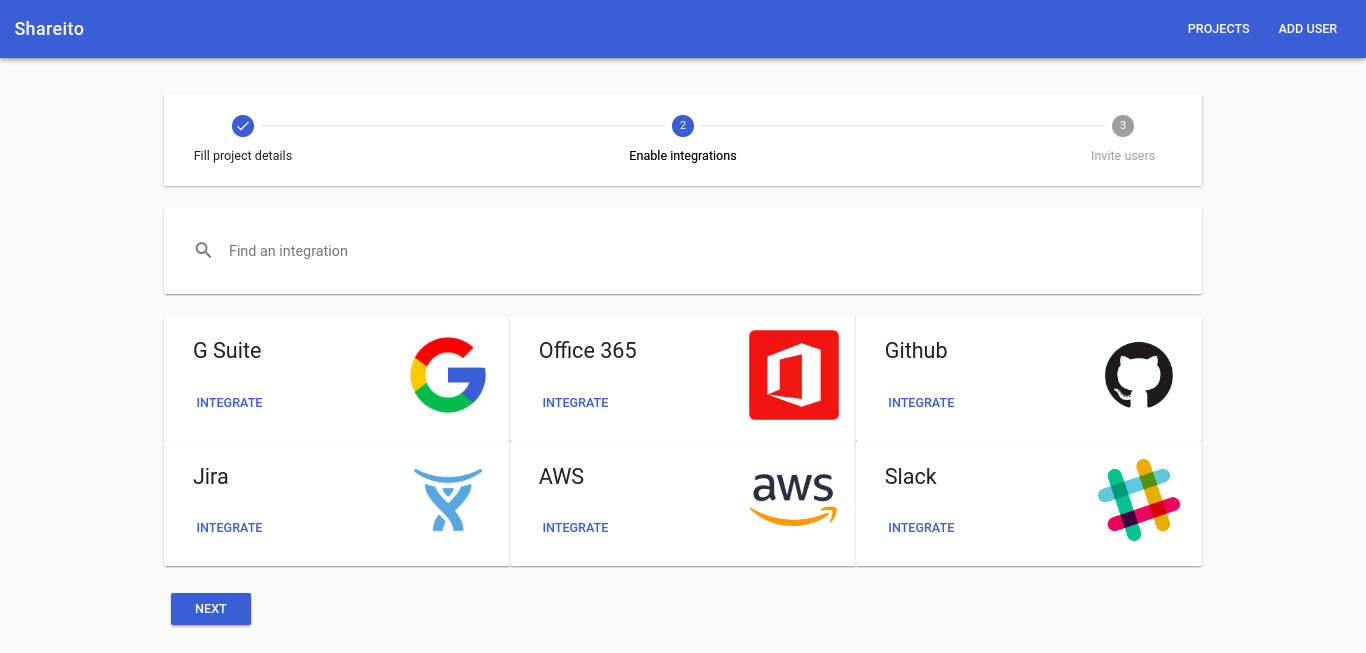 Shareito
PROJECTS
ADD USER
2
3
Fill project details
Enable integrations
Invite users
Find an integration
G Suite
INTEGRATE
Office 365
INTEGRATE
Github
INTEGRATE
Jira
INTEGRATE
AWS
aws
INTEGRATE
Slack
INTEGRATE
NEXT